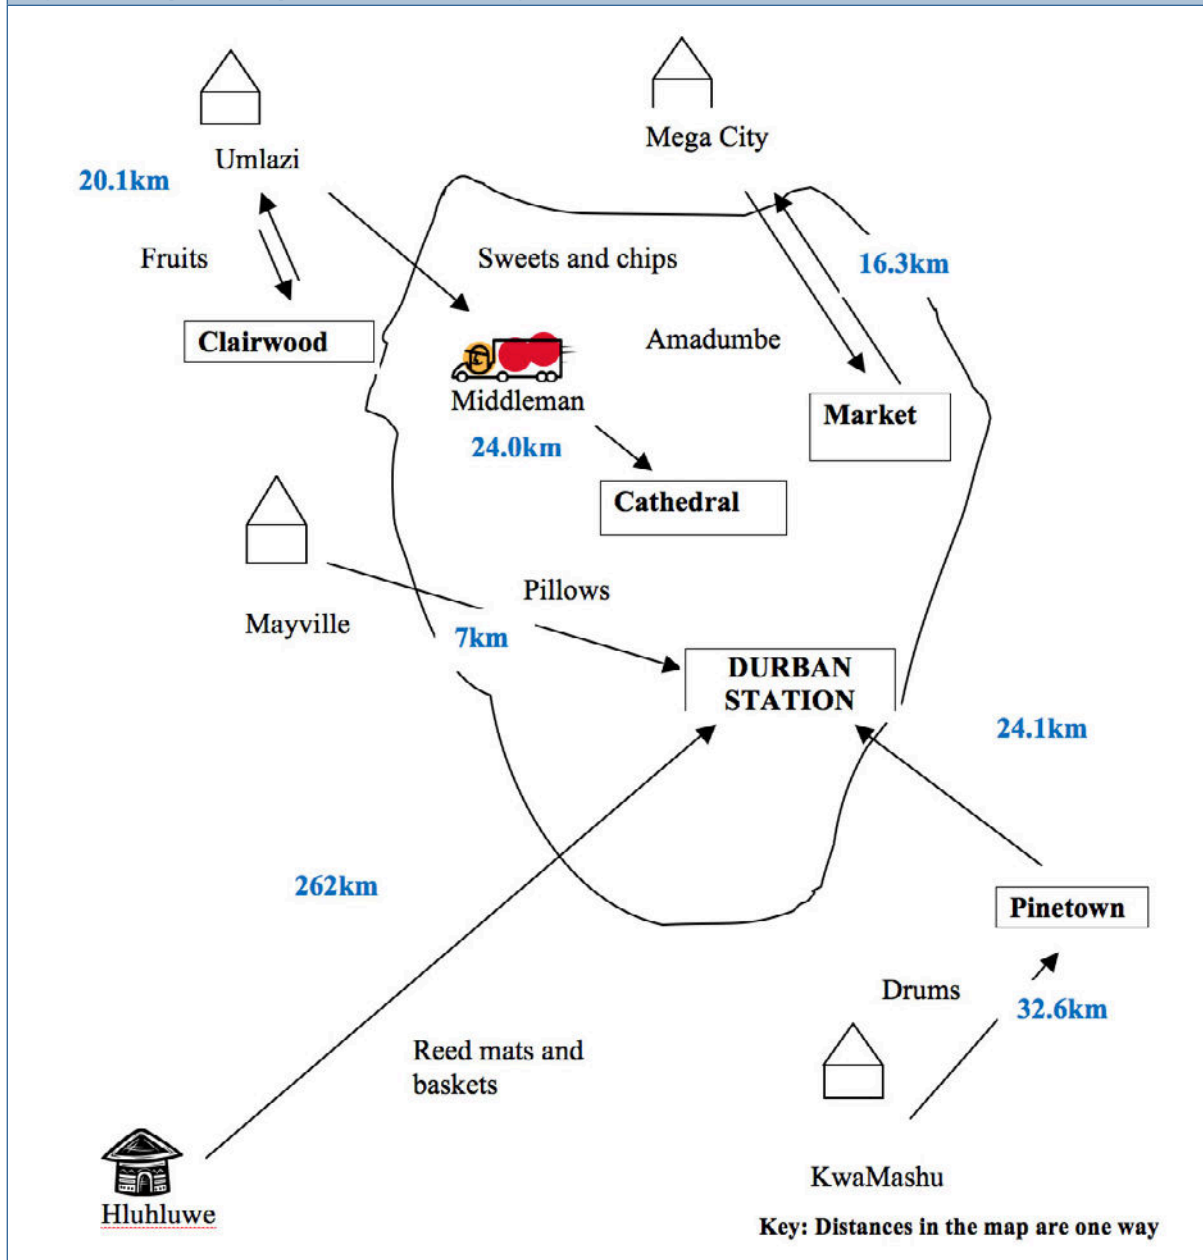 Mega City
Umlazi
20.1km
Fruits
Sweets and chips
16.3km
Clairwood
Amadumbe
Middleman
Market
24.0km
Cathedral
Pillows
Mayville
7km
DURBAN
STATION
24.1km
262km
Pinetown
Drums
32.6km
Reed mats and
baskets
KwaMashu
Hluhluwe
Key: Distances in the map are one way